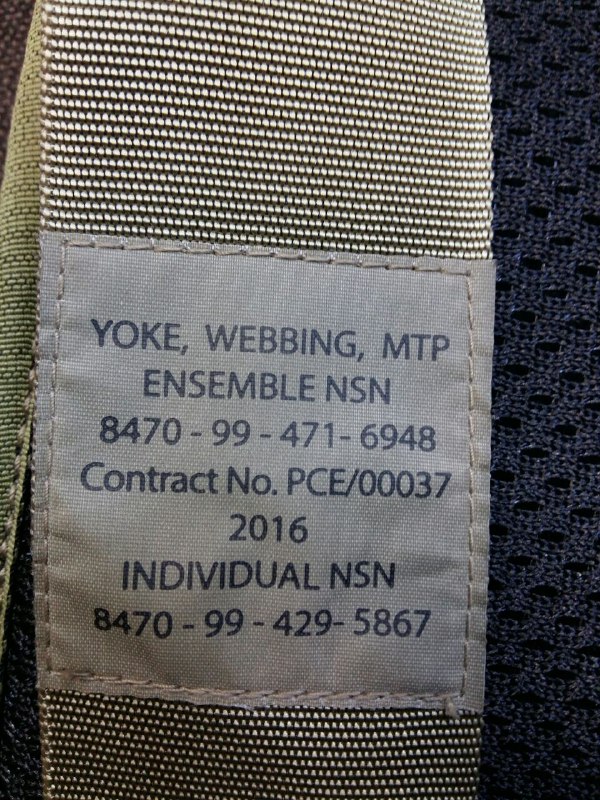 YOKE, WEBBING, MTP
ENSEMBLE NSN
8470 - 99 - 471- 6948
Contract No. PCE/00037
2016
INDIVIDUAL NSN
8470 - 99 - 429- 5867